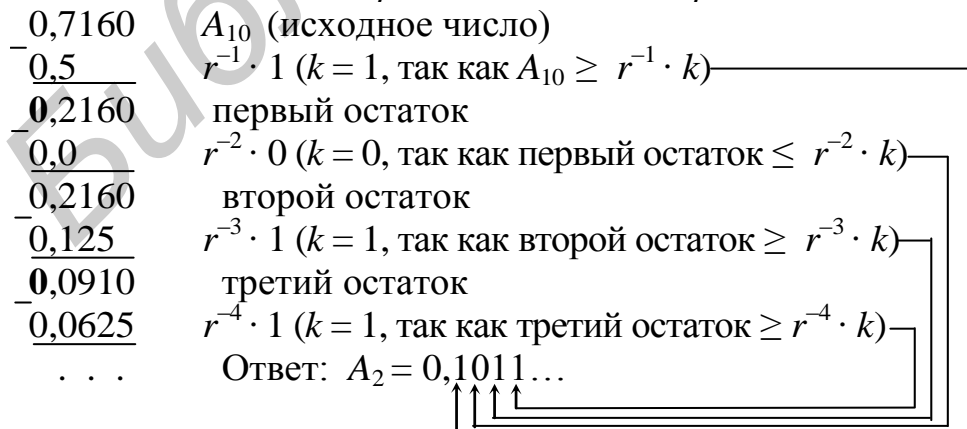 0,7160 A₁₀ (исходное число)
0,5 r⁻¹ · 1 (k = 1, так как A₁₀ ≥ r⁻¹ · k)
0,2160 первый остаток
0,0 r⁻² · 0 (k = 0, так как первый остаток ≤ r⁻² · k)
0,2160 второй остаток
0,125 r⁻³ · 1 (k = 1, так как второй остаток ≥ r⁻³ · k)
0,0910 третий остаток
0,0625 r⁻⁴ · 1 (k = 1, так как третий остаток ≥ r⁻⁴ · k)
. . . Ответ: A₂ = 0,1011…